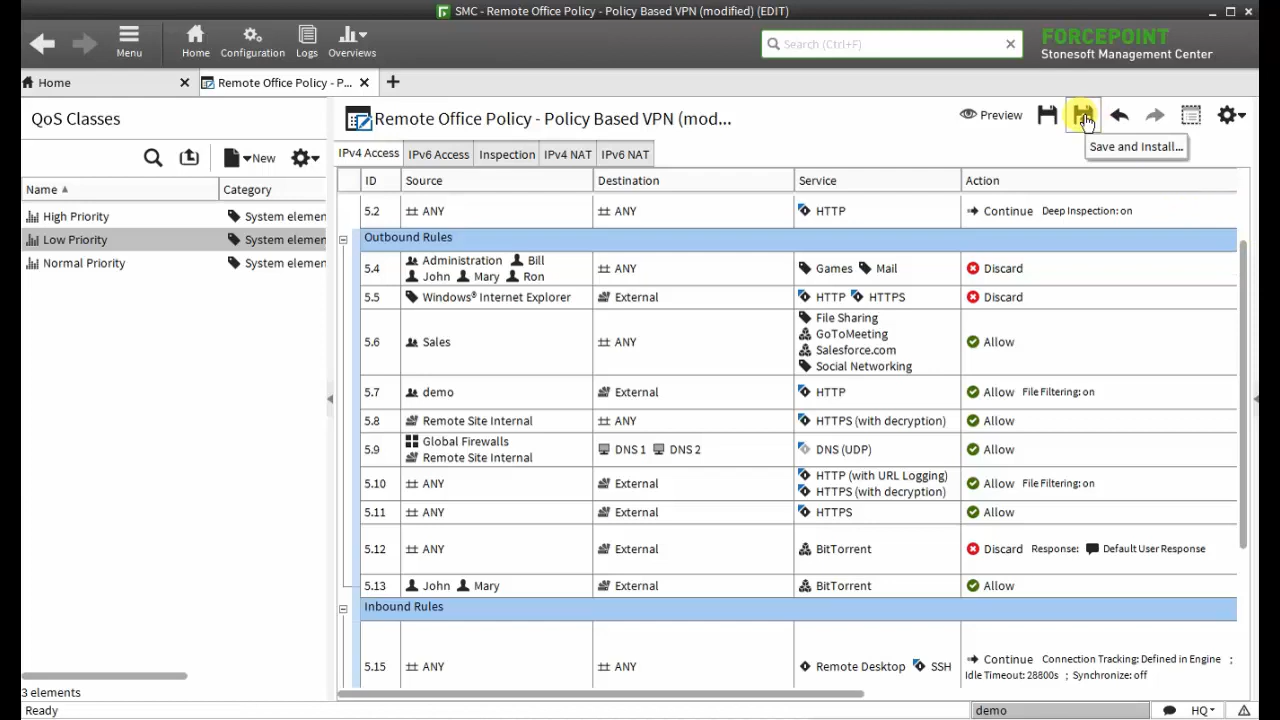 SMC - Remote Office Policy - Policy Based VPN (modified) (EDIT)
Menu
Home
Configuration
Logs
Overviews
Search (Ctrl+F)
FORCEPOINT
Stonesoft Management Center
Home
Remote Office Policy - P...
QoS Classes
New
Name
Category
High Priority
System elemen
Low Priority
System elemen
Normal Priority
System elemen
3 elements
Ready
Remote Office Policy - Policy Based VPN (mod...
Preview
Save and Install...
IPv4 Access
IPv6 Access
Inspection
IPv4 NAT
IPv6 NAT
ID Source Destination Service Action
5.2 ANY ANY HTTP Continue Deep Inspection: on
Outbound Rules
Administration Bill
5.4 ANY Games Mail Discard
John Mary Ron
5.5 Windows® Internet Explorer External HTTP HTTPS Discard
File Sharing
GoToMeeting
5.6 Sales ANY Allow
Salesforce.com
Social Networking
5.7 demo External HTTP Allow File Filtering: on
5.8 Remote Site Internal ANY HTTPS (with decryption) Allow
Global Firewalls
5.9 DNS 1 DNS 2 DNS (UDP) Allow
Remote Site Internal
HTTP (with URL Logging)
5.10 ANY External Allow File Filtering: on
HTTPS (with decryption)
5.11 ANY External HTTPS Allow
5.12 ANY External BitTorrent Discard Response: Default User Response
5.13 John Mary External BitTorrent Allow
Inbound Rules
Continue Connection Tracking: Defined in Engine ;
5.15 ANY ANY Remote Desktop SSH
Idle Timeout: 28800s ; Synchronize: off
demo
HQ